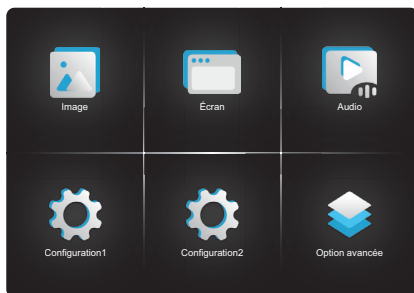 Image
Écran
Audio
Configuration1
Configuration2
Option avancée